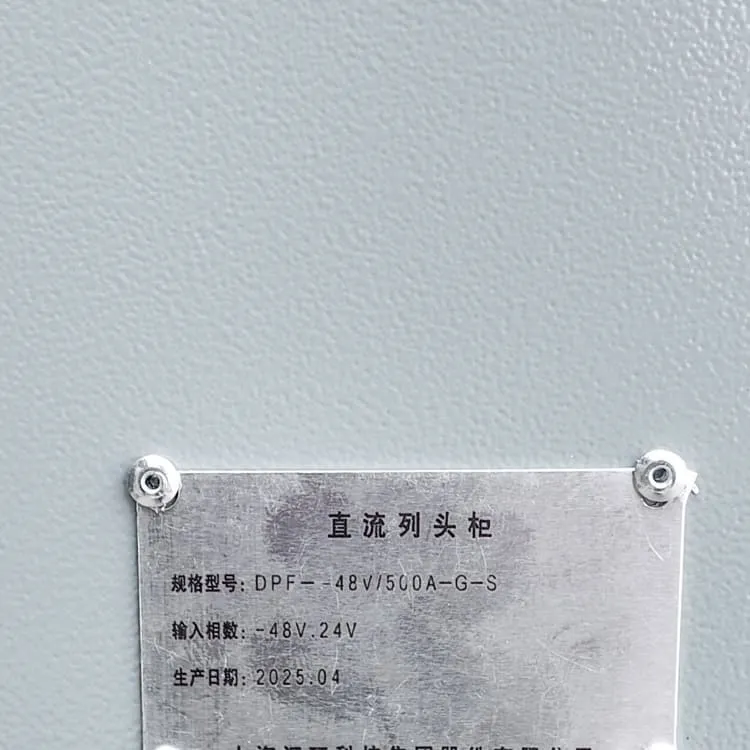 直流列头柜
规格型号: DPF--48V/500A-G-S
输入相数: -48V.24V
生产日期: 2025.04